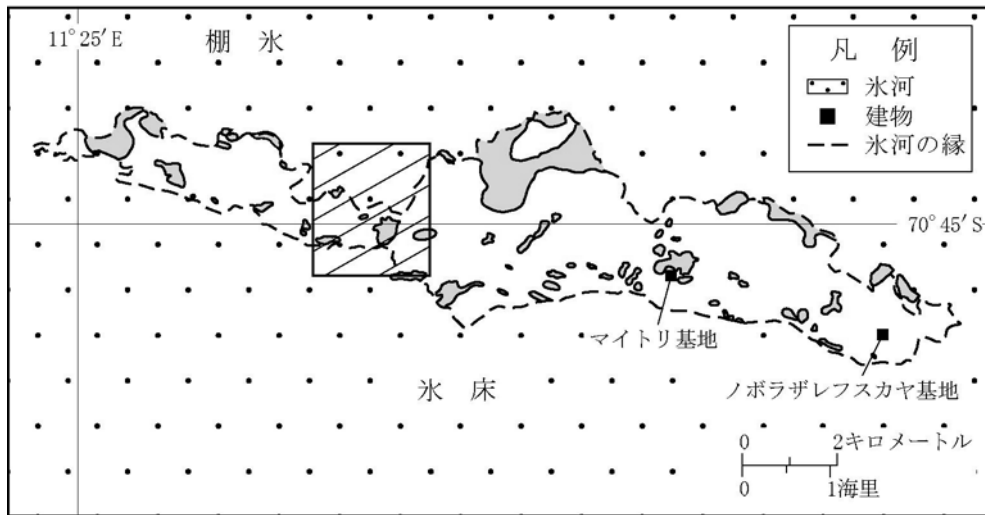 11°25′E
棚 氷
凡 例
氷河
建物
氷河の縁
70°45′S
マイトリ基地
氷 床
ノボラザレフスカヤ基地
0 2キロメートル
0 1海里